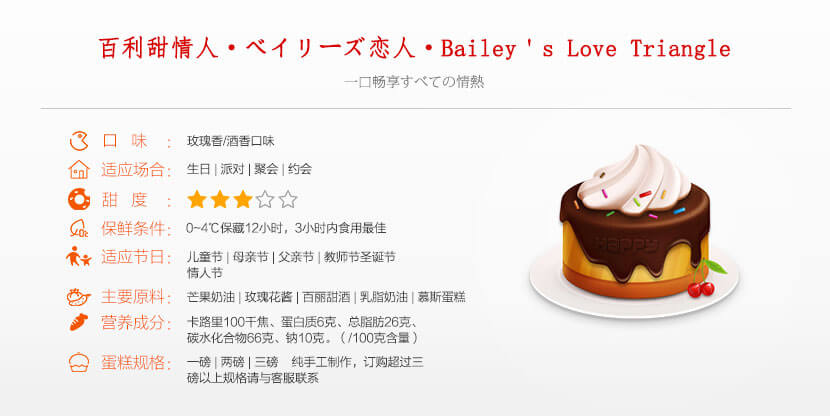 百利甜情人・ベイリーズ恋人・Bailey's Love Triangle
一口畅享すべての情熱
口味： 玫瑰香/酒香口味
适应场合： 生日 | 派对 | 聚会 | 约会
甜度：
保鲜条件： 0~4℃保藏12小时，3小时内食用最佳
适应节日： 儿童节 | 母亲节 | 父亲节 | 教师节圣诞节
情人节
主要原料： 芒果奶油 | 玫瑰花酱 | 百丽甜酒 | 乳脂奶油 | 慕斯蛋糕
营养成分： 卡路里100千焦、蛋白质6克、总脂肪26克、
碳水化合物66克、钠10克。（/100克含量）
蛋糕规格： 一磅 | 两磅 | 三磅 纯手工制作，订购超过三
磅以上规格请与客服联系
HAPPY